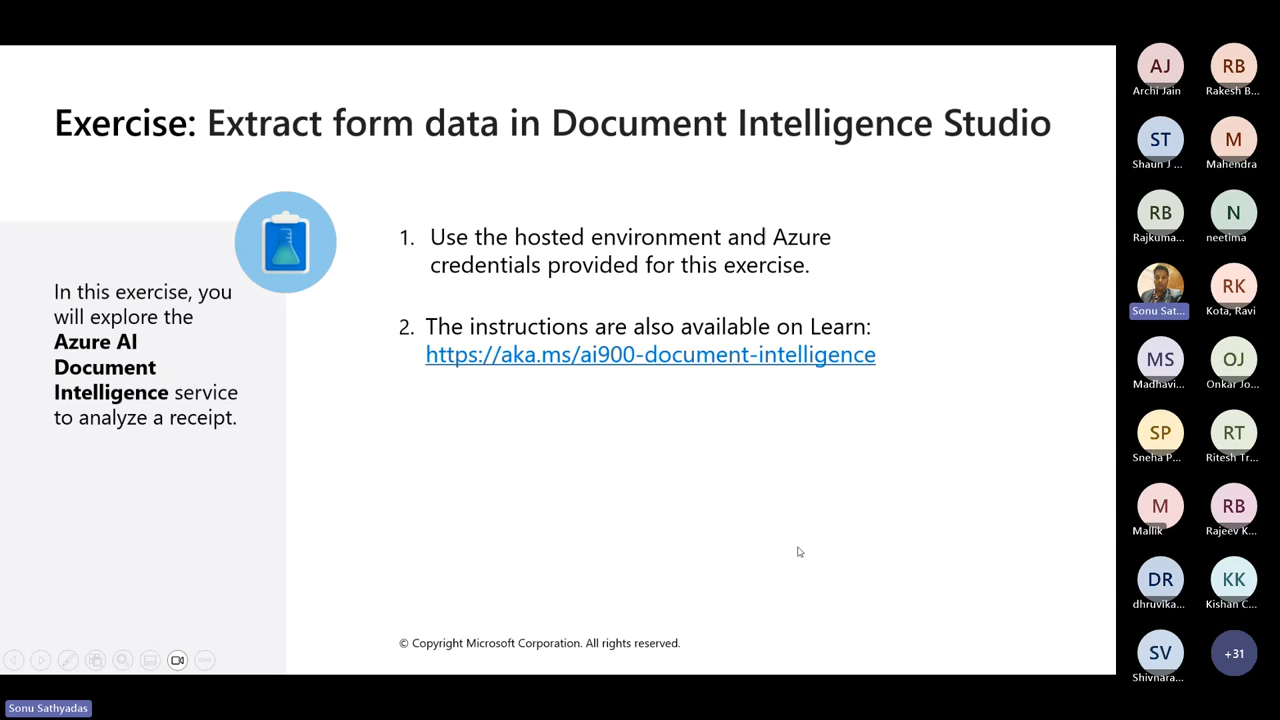 Exercise: Extract form data in Document Intelligence Studio
In this exercise, you
will explore the
Azure AI
Document
Intelligence service
to analyze a receipt.
1. Use the hosted environment and Azure
credentials provided for this exercise.
2. The instructions are also available on Learn:
https://aka.ms/ai900-document-intelligence
© Copyright Microsoft Corporation. All rights reserved.
Sonu Sathyadas
AJ
Archi Jain
RB
Rakesh B...
ST
Shaun J ...
M
Mahendra
RB
Rajkuma...
N
neetima
Sonu Sat...
RK
Kota, Ravi
MS
Madhavi...
OJ
Onkar Jo...
SP
Sneha P...
RT
Ritesh Tr...
M
Mallik
RB
Rajeev K...
DR
dhruvika...
KK
Kishan C...
SV
Shivnara...
+31